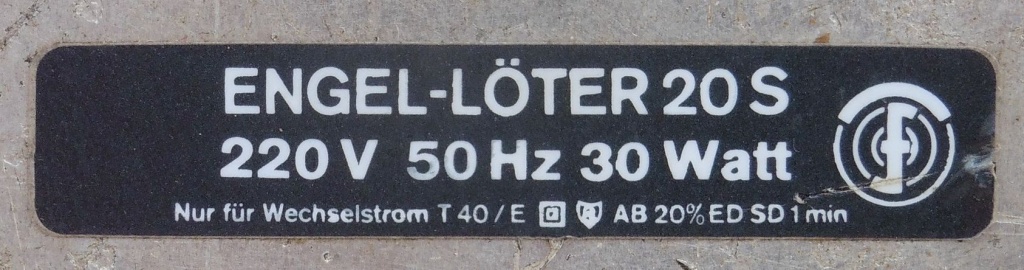 ENGEL-LÖTER 20 S
220 V 50 Hz 30 Watt
Nur für Wechselstrom T 40 / E AB 20% ED SD 1 min